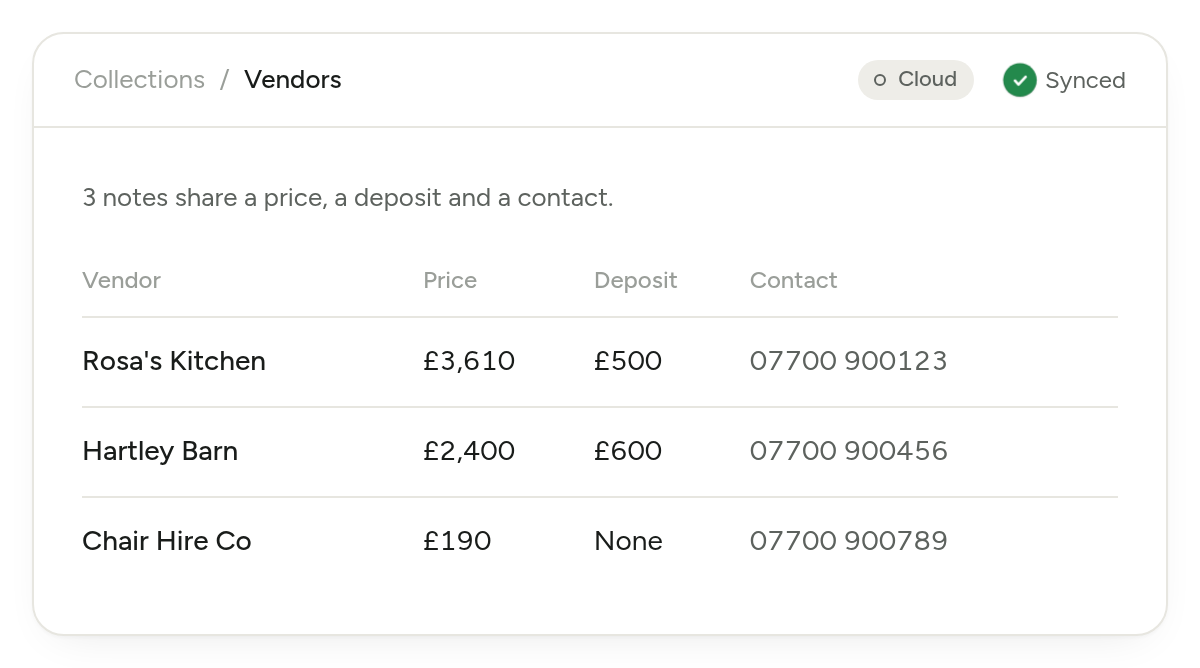 Collections / Vendors
Cloud
Synced
3 notes share a price, a deposit and a contact.
Vendor Price Deposit Contact
Rosa's Kitchen £3,610 £500 07700 900123
Hartley Barn £2,400 £600 07700 900456
Chair Hire Co £190 None 07700 900789